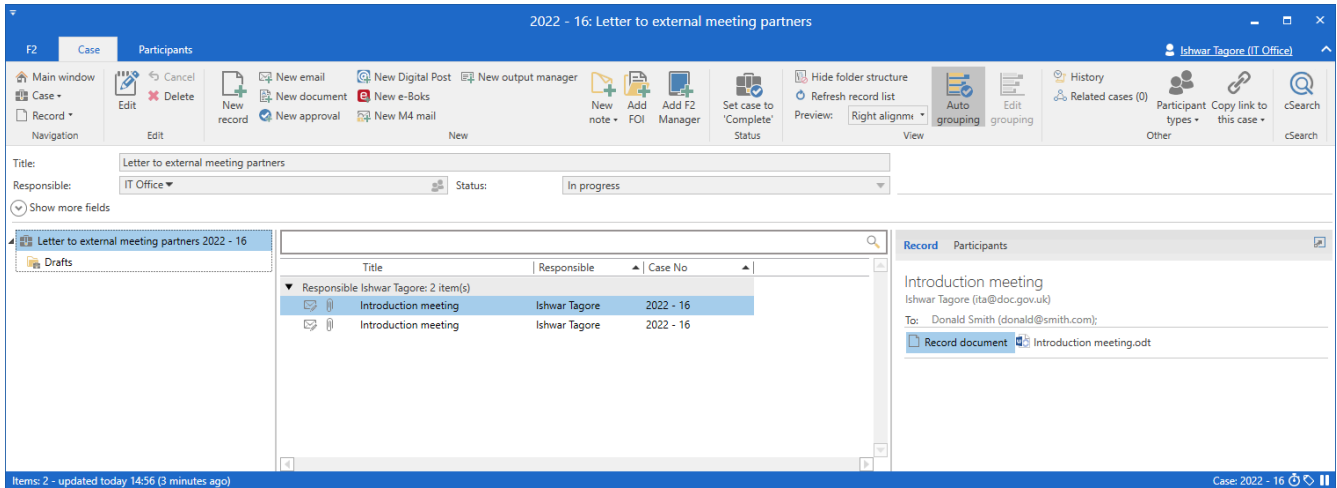 2022 - 16: Letter to external meeting partners
F2 Case Participants Ishwar Tagore (IT Office)
Main window
Case
Record
Navigation
Edit
Cancel
Delete
Edit
New record
New email
New document
New approval
New Digital Post
New e-Boks
New M4 mail
New output manager
New note
Add FOI
Add F2 Manager
New
Set case to 'Complete'
Status
Hide folder structure
Refresh record list
Preview: Right alignme
Auto grouping
Edit grouping
View
History
Related cases (0)
Participant types
Copy link to this case
Other
cSearch
cSearch
Title: Letter to external meeting partners
Responsible: IT Office Status: In progress
Show more fields
Letter to external meeting partners 2022 - 16
Drafts
Title Responsible Case No
Responsible Ishwar Tagore: 2 item(s)
Introduction meeting Ishwar Tagore 2022 - 16
Introduction meeting Ishwar Tagore 2022 - 16
Record Participants
Introduction meeting
Ishwar Tagore (ita@doc.gov.uk)
To: Donald Smith (donald@smith.com);
Record document Introduction meeting.odt
Items: 2 - updated today 14:56 (3 minutes ago) Case: 2022 - 16